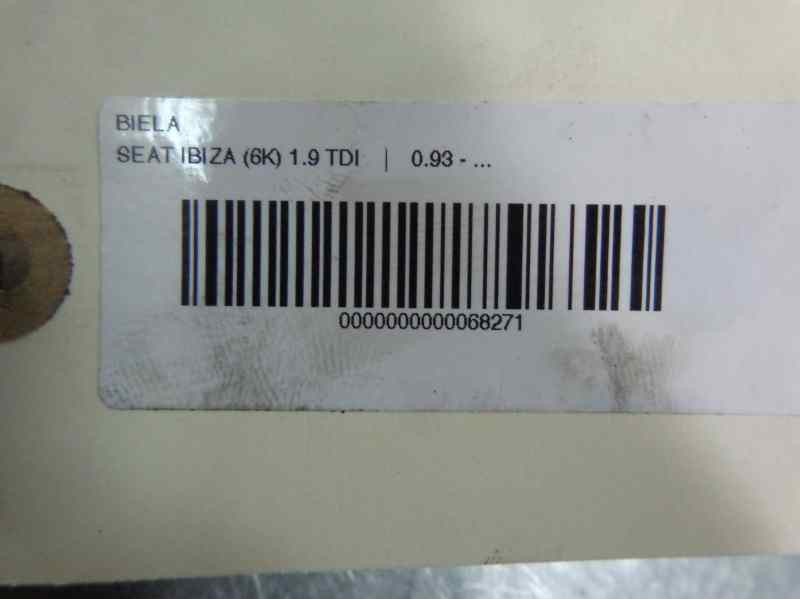 BIELA
SEAT IBIZA (6K) 1.9 TDI | 0.93 - ...
0000000000068271